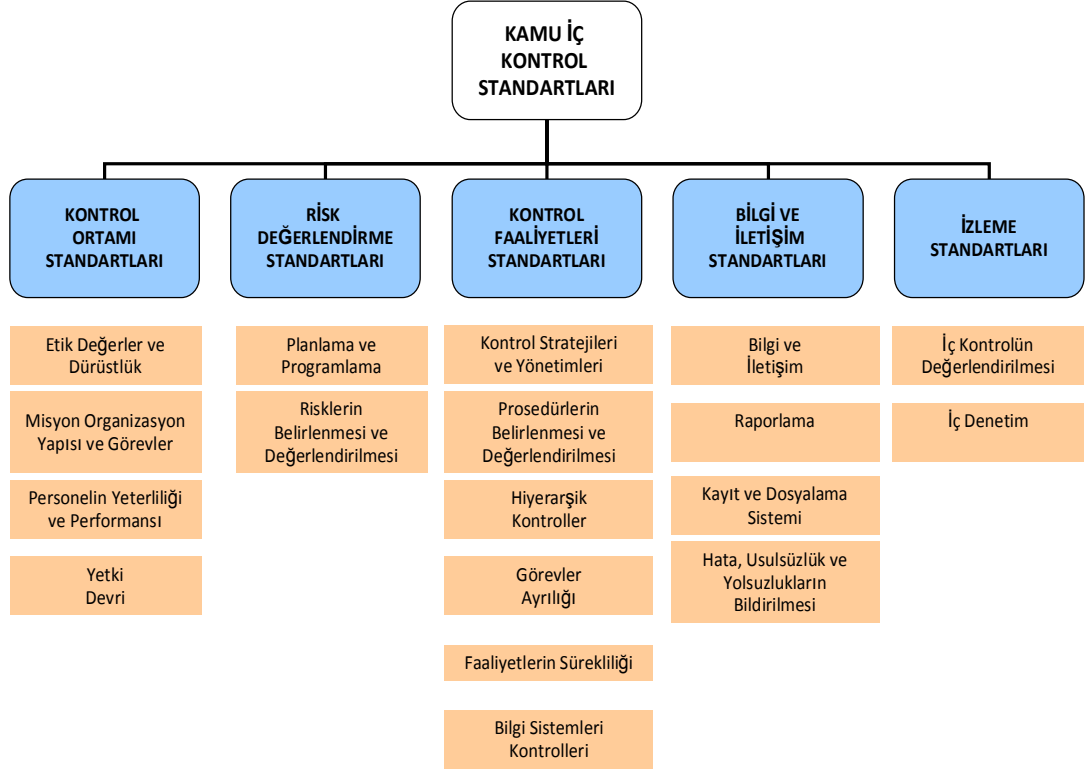 KAMU İÇ
KONTROL
STANDARTLARI
KONTROL
ORTAMI
STANDARTLARI
RİSK
DEĞERLENDİRME
STANDARTLARI
KONTROL
FAALİYETLERİ
STANDARTLARI
BİLGİ VE
İLETİŞİM
STANDARTLARI
İZLEME
STANDARTLARI
Etik Değerler ve
Dürüstlük
Misyon Organizasyon
Yapısı ve Görevler
Personelin Yeterliliği
ve Performansı
Yetki
Devri
Planlama ve
Programlama
Risklerin
Belirlenmesi ve
Değerlendirilmesi
Kontrol Stratejileri
ve Yönetimleri
Prosedürlerin
Belirlenmesi ve
Değerlendirilmesi
Hiyerarşik
Kontroller
Görevler
Ayrılığı
Faaliyetlerin Sürekliliği
Bilgi Sistemleri
Kontrolleri
Bilgi ve
İletişim
Raporlama
Kayıt ve Dosyalama
Sistemi
Hata, Usulsüzlük ve
Yolsuzlukların
Bildirilmesi
İç Kontrolün
Değerlendirilmesi
İç Denetim